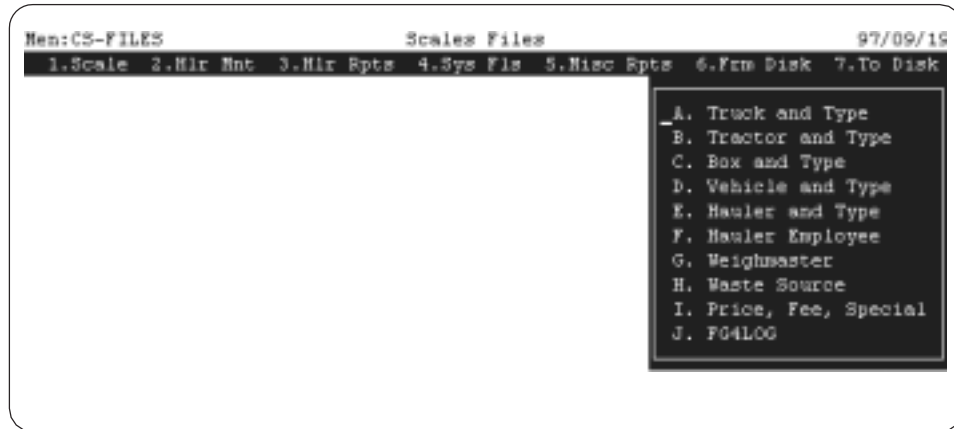 Men:CS-FILES Scales Files 97/09/19
1.Scale 2.Hlr Mnt 3.Hlr Rpts 4.Sys Fls 5.Misc Rpts 6.Frm Disk 7.To Disk
A. Truck and Type
B. Tractor and Type
C. Box and Type
D. Vehicle and Type
E. Hauler and Type
F. Hauler Employee
G. Weighmaster
H. Waste Source
I. Price, Fee, Special
J. FG4LOG